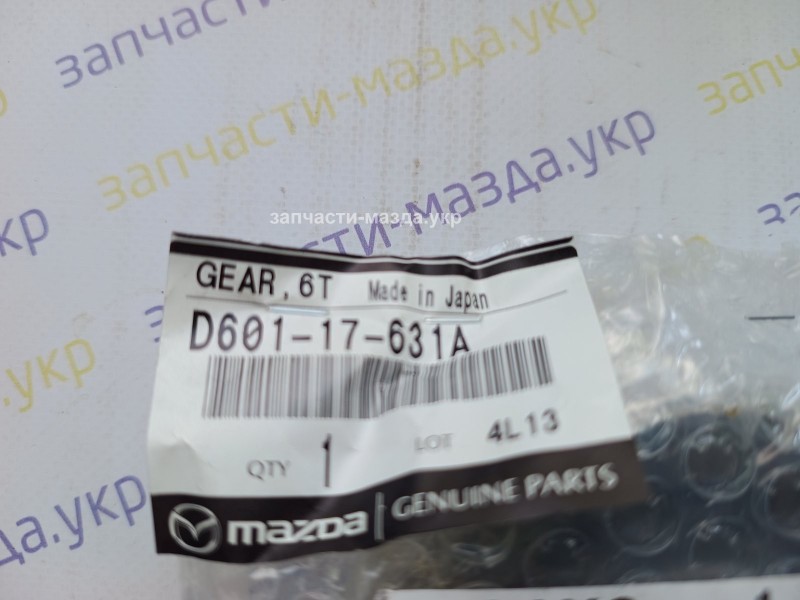 запчасти-мазда.укр
запчасти-мазда.укр
запчасти-мазда.укр
запчасти-мазда.укр
GEAR, 6T Made in Japan
D601-17-631A
QTY 1 LOT 4L13
mazda GENUINE PARTS